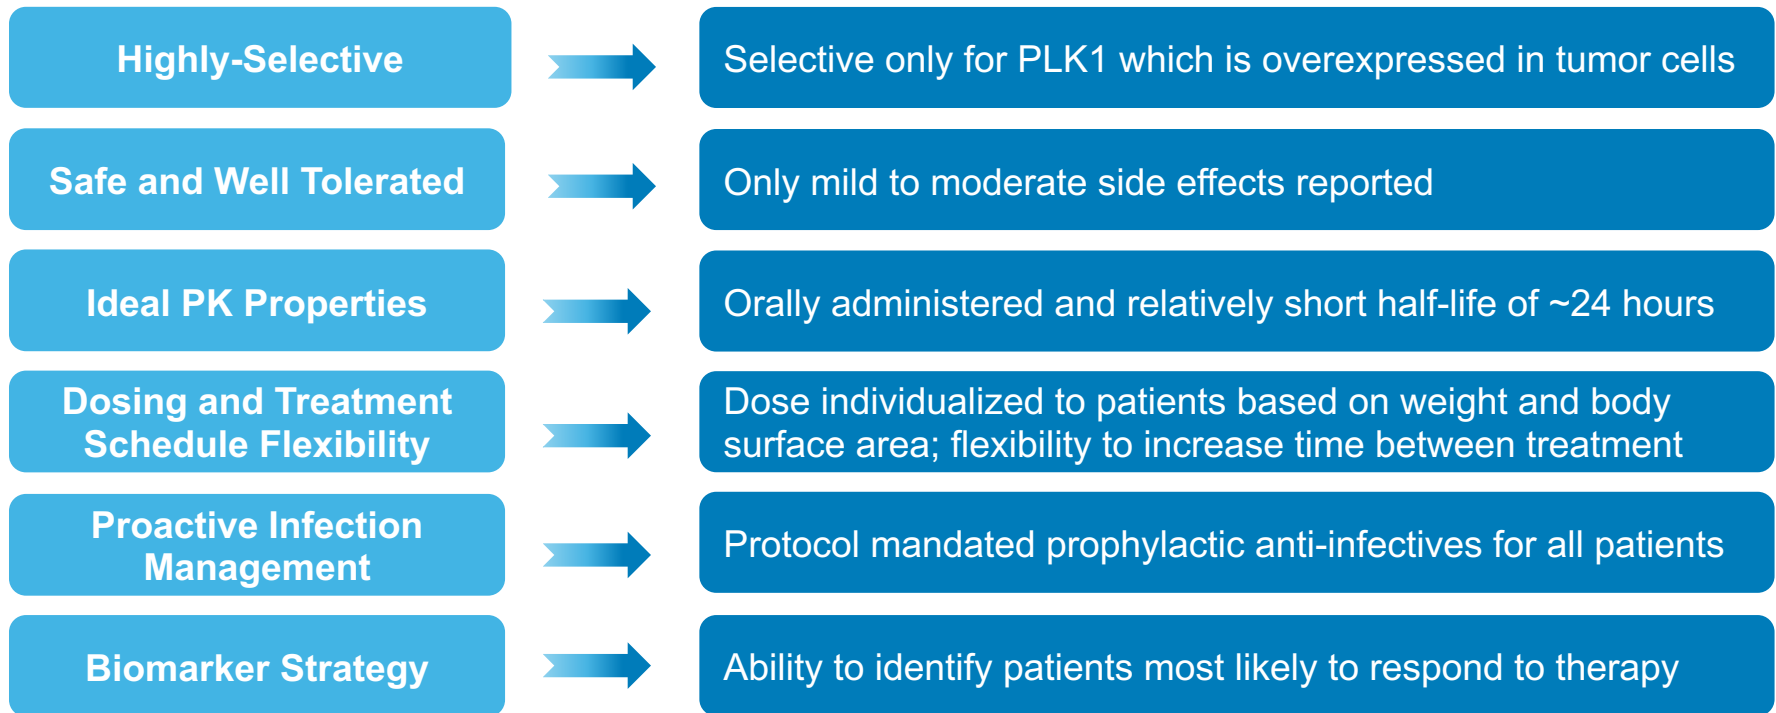 Highly-Selective
Selective only for PLK1 which is overexpressed in tumor cells
Safe and Well Tolerated
Only mild to moderate side effects reported
Ideal PK Properties
Orally administered and relatively short half-life of ~24 hours
Dosing and Treatment
Schedule Flexibility
Dose individualized to patients based on weight and body
surface area; flexibility to increase time between treatment
Proactive Infection
Management
Protocol mandated prophylactic anti-infectives for all patients
Biomarker Strategy
Ability to identify patients most likely to respond to therapy